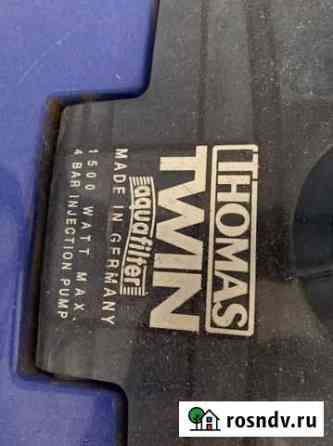 THOMAS
TWIN
aquafilter
MADE IN GERMANY
1500 WATT MAX.
4 BAR INJECTION PUMP
rosndv.ru